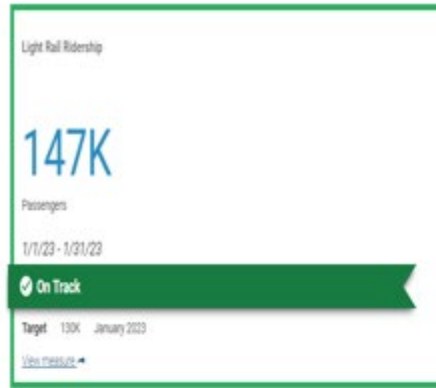 Light Rail Ridership
147K
Passengers
1/1/23 - 1/31/23
On Track
Target 130K January 2023
View measure